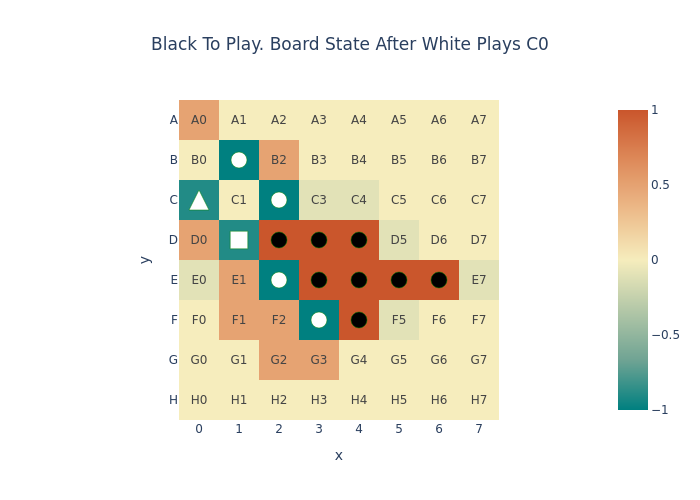 Black To Play. Board State After White Plays C0
A A0 A1 A2 A3 A4 A5 A6 A7
B B0 B2 B3 B4 B5 B6 B7
C C1 C3 C4 C5 C6 C7
D D0 D5 D6 D7
E E0 E1 E7
F F0 F1 F2 F5 F6 F7
G G0 G1 G2 G3 G4 G5 G6 G7
H H0 H1 H2 H3 H4 H5 H6 H7
0 1 2 3 4 5 6 7
x
y
1
0.5
0
−0.5
−1